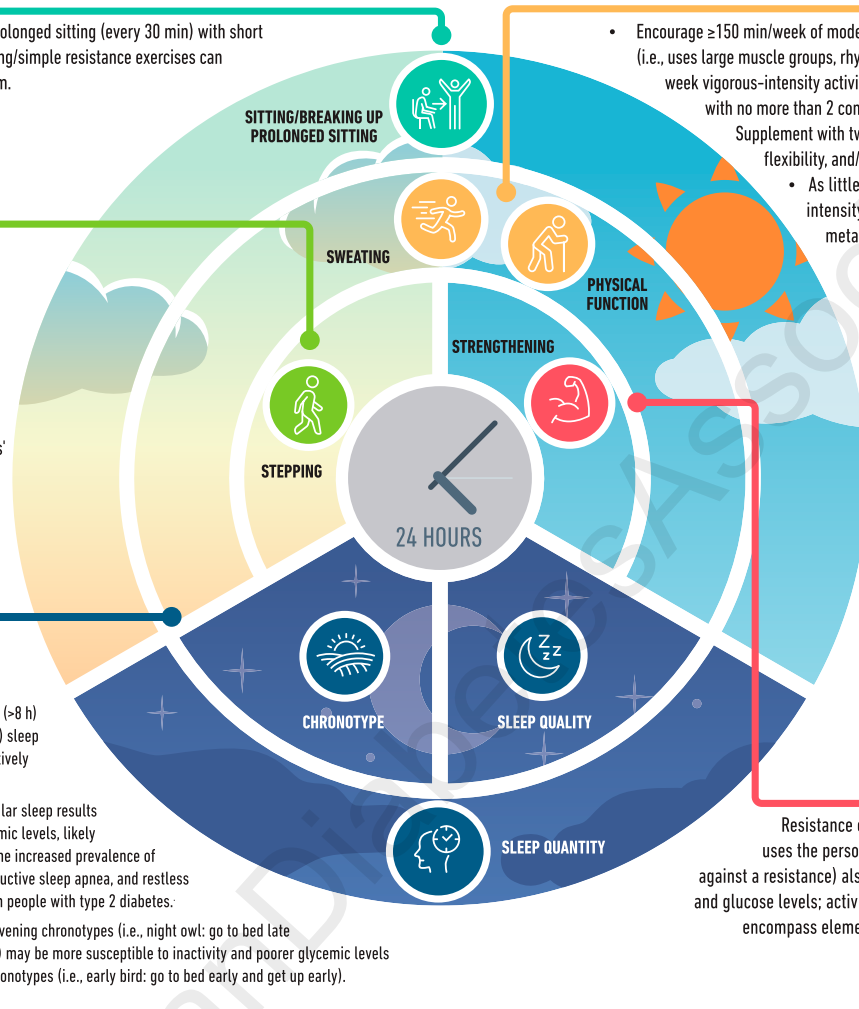 olonged sitting (every 30 min) with short
ng/simple resistance exercises can
m.
• Encourage ≥150 min/week of mode
(i.e., uses large muscle groups, rhy
week vigorous-intensity activi
with no more than 2 con
Supplement with tw
flexibility, and/
• As little
intensity
meta
SITTING/BREAKING UP
PROLONGED SITTING
SWEATING
PHYSICAL
FUNCTION
STRENGTHENING
STEPPING
24 HOURS
CHRONOTYPE
SLEEP QUALITY
SLEEP QUANTITY
(>8 h)
) sleep
tively
lar sleep results
mic levels, likely
he increased prevalence of
ructive sleep apnea, and restless
n people with type 2 diabetes.
vening chronotypes (i.e., night owl: go to bed late
) may be more susceptible to inactivity and poorer glycemic levels
onotypes (i.e., early bird: go to bed early and get up early).
Resistance
uses the perso
against a resistance) als
and glucose levels; activ
encompass eleme
anDiabetesAssoc